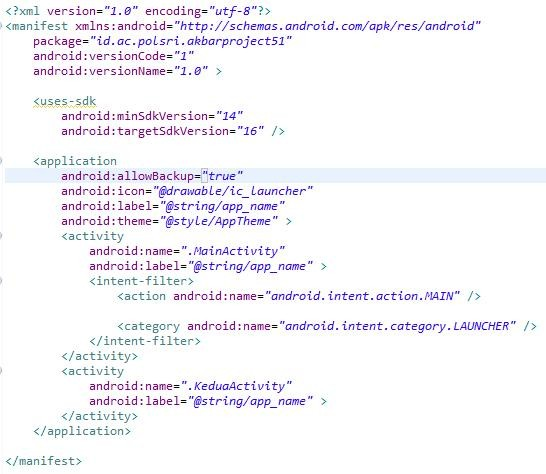 <?xml version="1.0" encoding="utf-8"?>
<manifest xmlns:android="http://schemas.android.com/apk/res/android"
    package="id.ac.polsri.akbarproject51"
    android:versionCode="1"
    android:versionName="1.0" >

    <uses-sdk
        android:minSdkVersion="14"
        android:targetSdkVersion="16" />

    <application
        android:allowBackup="true"
        android:icon="@drawable/ic_launcher"
        android:label="@string/app_name"
        android:theme="@style/AppTheme" >
        <activity
            android:name=".MainActivity"
            android:label="@string/app_name" >
            <intent-filter>
                <action android:name="android.intent.action.MAIN" />

                <category android:name="android.intent.category.LAUNCHER" />
            </intent-filter>
        </activity>
        <activity
            android:name=".KeduaActivity"
            android:label="@string/app_name" >
        </activity>
    </application>

</manifest>